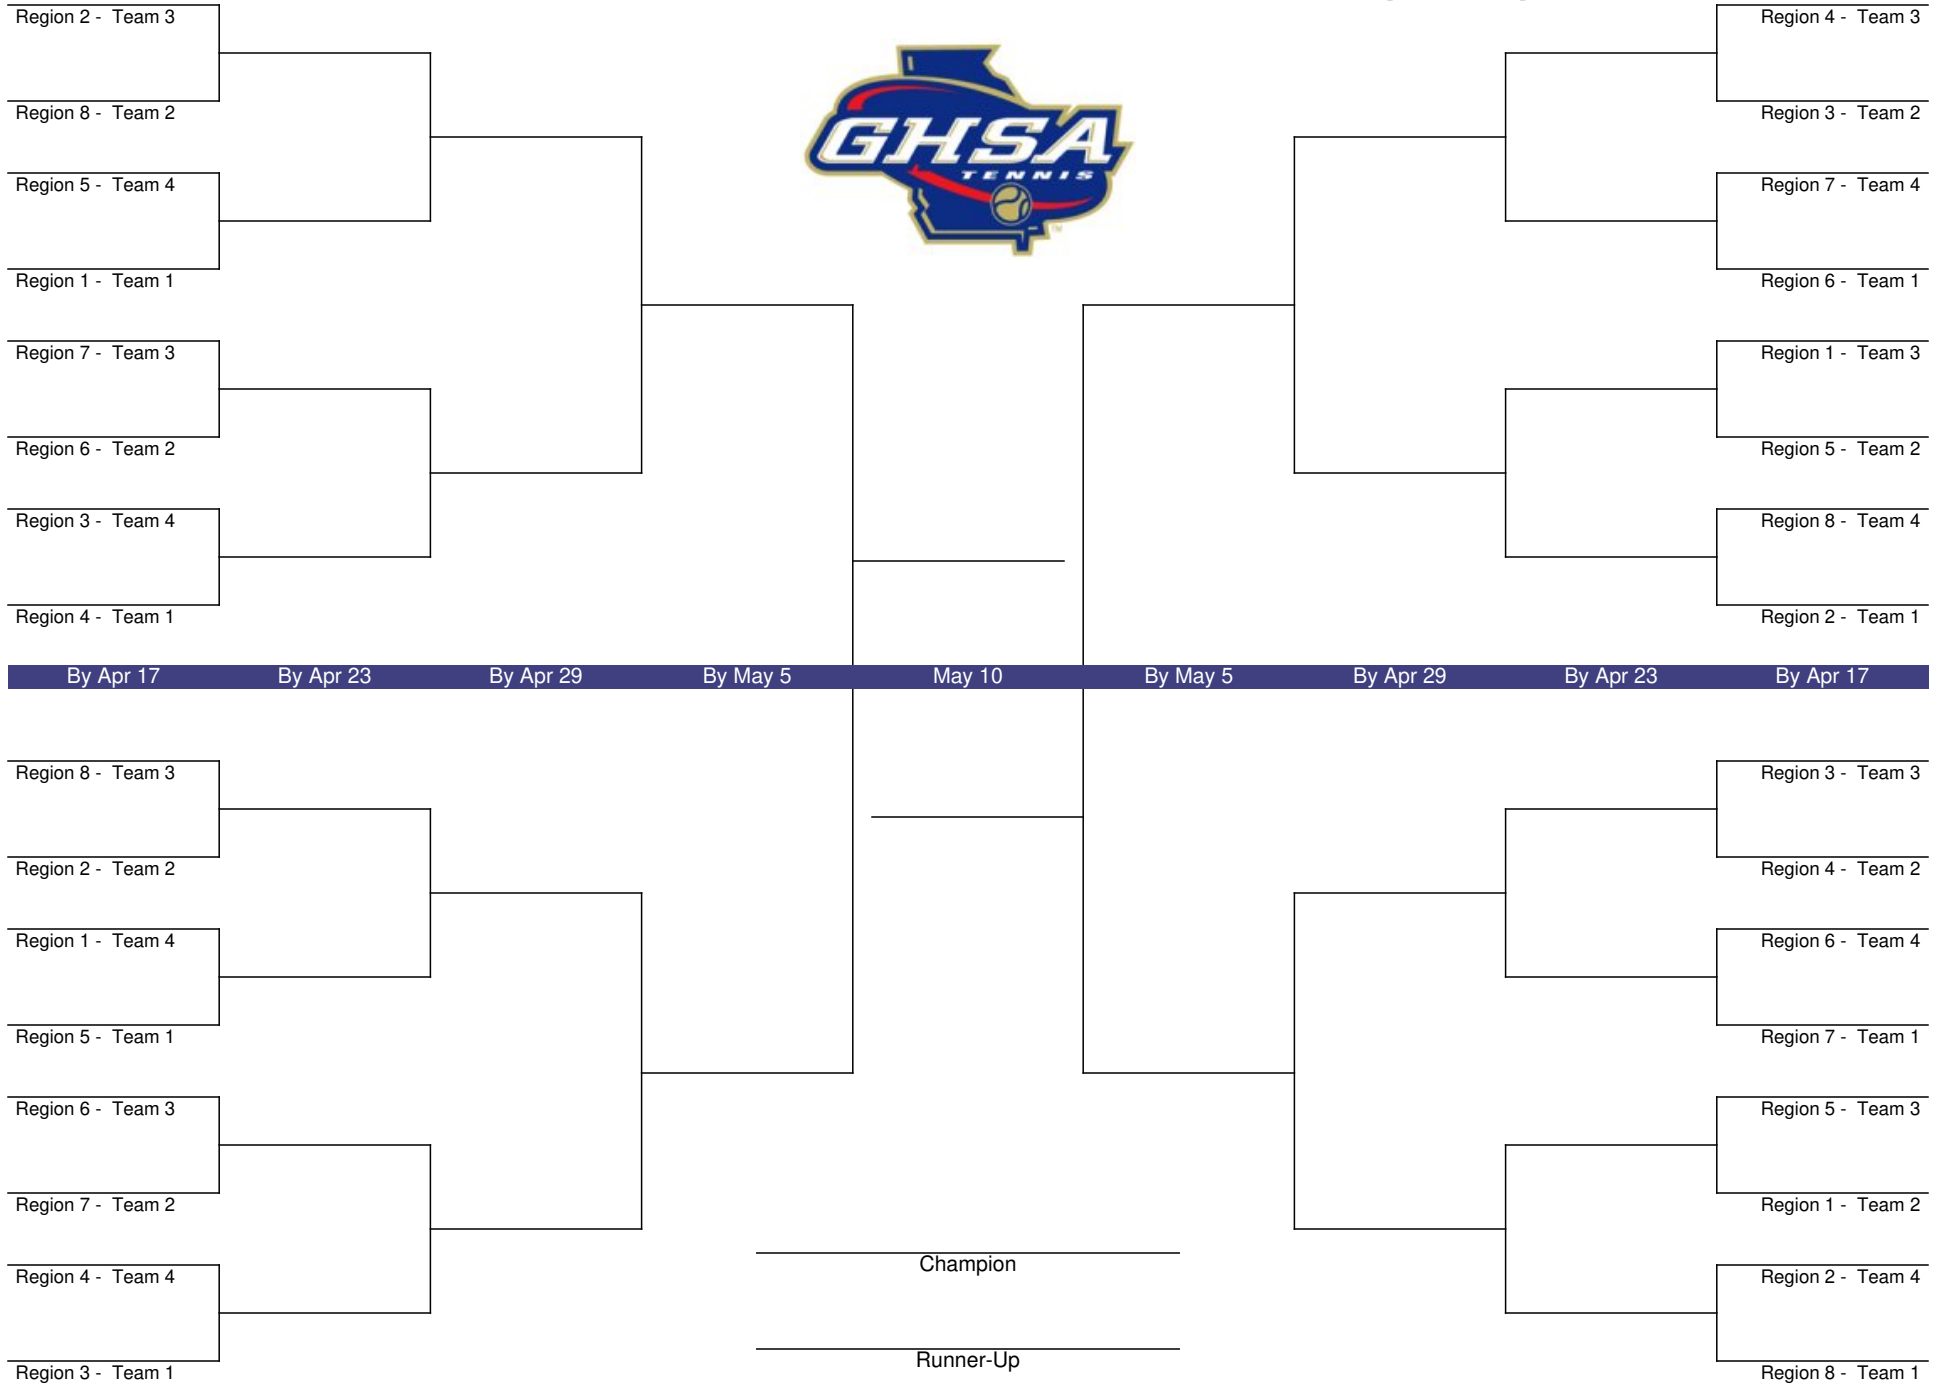 Region 2 -  Team 3
Region 4 -  Team 3
Region 8 -  Team 2
Region 3 -  Team 2
GHSA
TENNIS
TM
Region 5 -  Team 4
Region 7 -  Team 4
Region 1 -  Team 1
Region 6 -  Team 1
Region 7 -  Team 3
Region 1 -  Team 3
Region 6 -  Team 2
Region 5 -  Team 2
Region 3 -  Team 4
Region 8 -  Team 4
Region 4 -  Team 1
Region 2 -  Team 1
By Apr 17 By Apr 23 By Apr 29 By May 5 May 10 By May 5 By Apr 29 By Apr 23 By Apr 17
Region 8 -  Team 3
Region 3 -  Team 3
Region 2 -  Team 2
Region 4 -  Team 2
Region 1 -  Team 4
Region 6 -  Team 4
Region 5 -  Team 1
Region 7 -  Team 1
Region 6 -  Team 3
Region 5 -  Team 3
Region 7 -  Team 2
Region 1 -  Team 2
Champion
Region 4 -  Team 4
Region 2 -  Team 4
Runner-Up
Region 3 -  Team 1
Region 8 -  Team 1